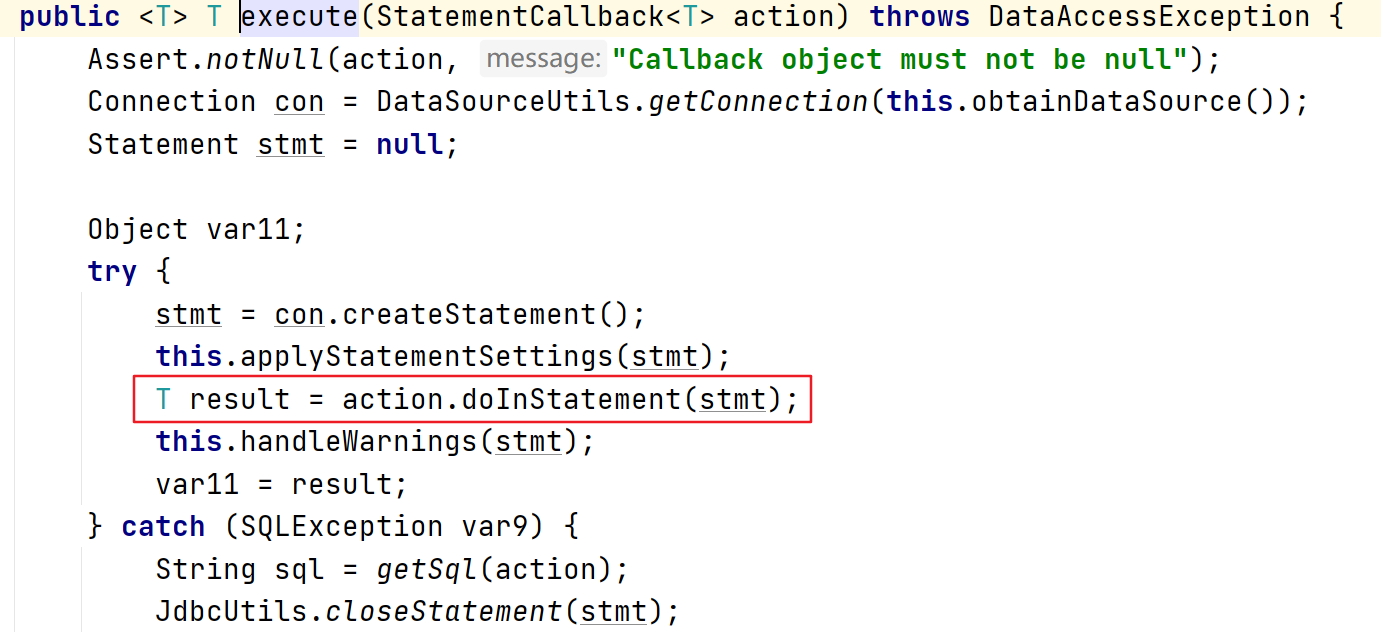 public <T> T execute(StatementCallback<T> action) throws DataAccessException {
Assert.notNull(action, message: "Callback object must not be null");
Connection con = DataSourceUtils.getConnection(this.obtainDataSource());
Statement stmt = null;
Object var11;
try {
stmt = con.createStatement();
this.applyStatementSettings(stmt);
T result = action.doInStatement(stmt);
this.handleWarnings(stmt);
var11 = result;
} catch (SQLException var9) {
String sql = getSql(action);
JdbcUtils.closeStatement(stmt);